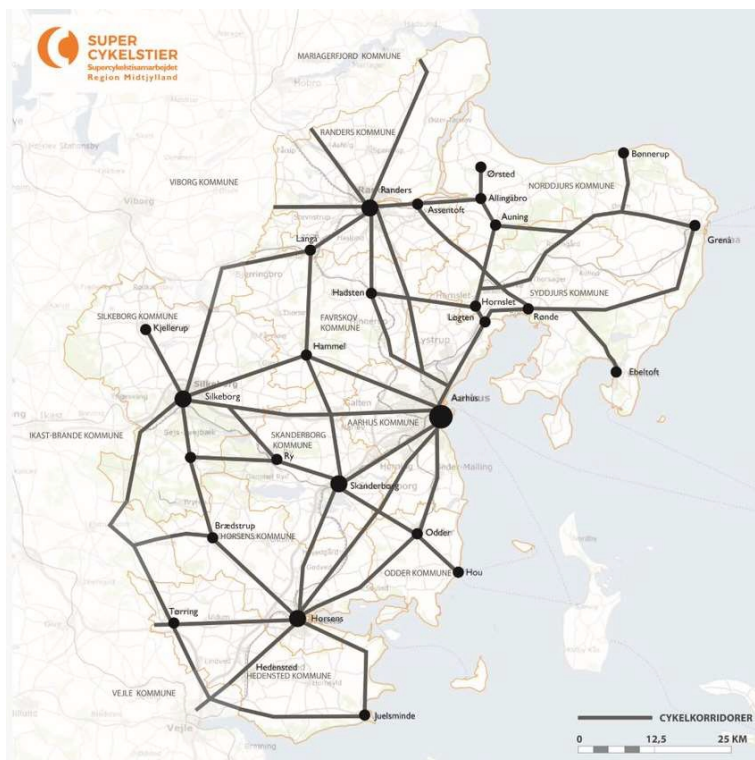 SUPER
CYKELSTIER
Supercykelstisamarbejdet
Region Midtjylland
MARIAGERFJORD KOMMUNE
RANDERS KOMMUNE
Bønnerup
Ørsted
VIBORG KOMMUNE
NORDDJURS KOMMUNE
Randers
Allingåbro
Assentoft
Viborg
Auning
Grenå
Langå
Hadsten
SYDDJURS KOMMUNE
Hornslet
SILKEBORG KOMMUNE
Kjellerup
FAVRSKOV
KOMMUNE
Løgten
Rønde
Hammel
Ebeltoft
Silkeborg
Aarhus
AARHUS KOMMUNE
IKAST-BRANDE KOMMUNE
SKANDERBORG
KOMMUNE
Ry
Skanderborg
Brædstrup
HORSENS KOMMUNE
Odder
ODDER KOMMUNE
Hou
Tørring
Horsens
Hedensted
HEDENSTED KOMMUNE
VEJLE KOMMUNE
Juelsminde
Vejle
CYKELKORRIDORER
0 12,5 25 KM